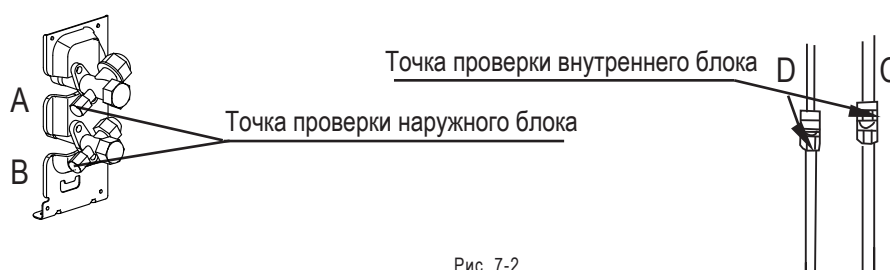 Точка проверки внутреннего блока
D
C
A
Точка проверки наружного блока
B
Рис. 7-2